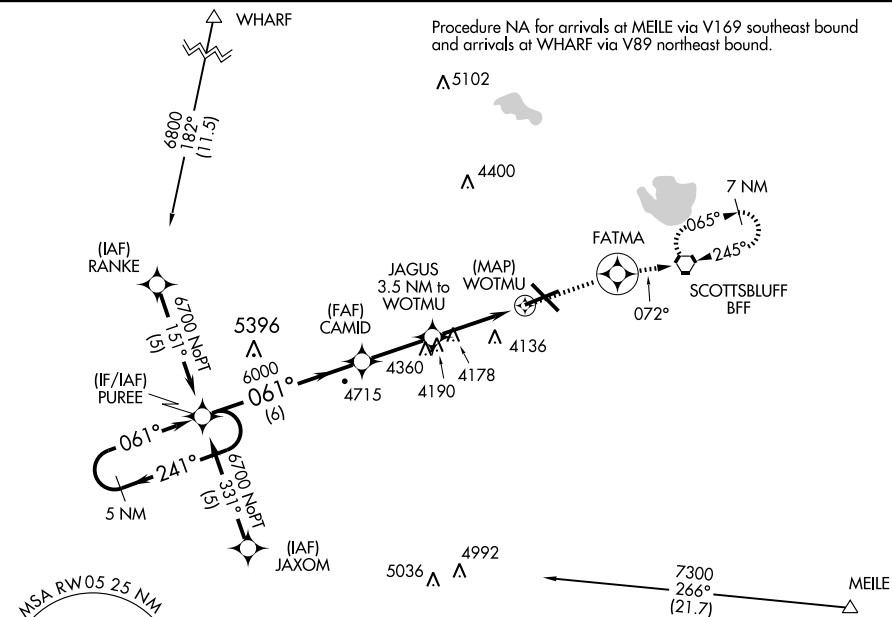 WHARF
Procedure NA for arrivals at MEILE via V169 southeast bound
and arrivals at WHARF via V89 northeast bound.
5102
6800
182°
(11.5)
4400
7 NM
065°
245°
FATMA
SCOTTSBLUFF
BFF
072°
(IAF)
RANKE
JAGUS
3.5 NM to
WOTMU
(MAP)
WOTMU
6700 NoPT
151°
(5)
5396
(FAF)
CAMID
4136
4360
4190
4178
6000
061°
(6)
4715
(IF/IAF)
PUREE
061°
241°
5 NM
6700 NoPT
331°
(5)
(IAF)
JAXOM
5036
4992
7300
266°
(21.7)
MEILE
MSA RW05 25 NM